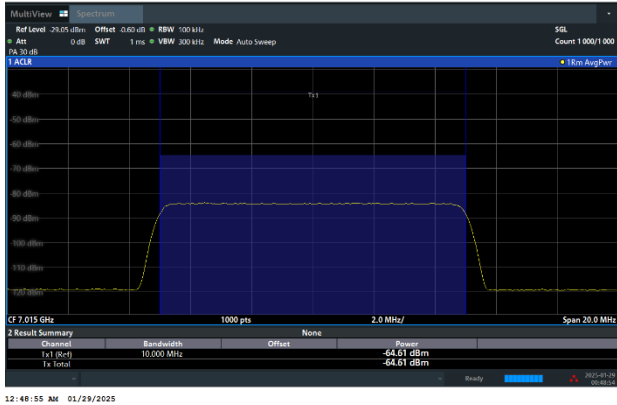 MultiView Spectrum
Ref Level -29.05 dBm Offset -0.60 dB RBW 100 kHz SGL
Att 0 dB SWT 1 ms VBW 300 kHz Mode Auto Sweep Count 1000/1000
PA 30 dB
1 ACLR 1Rm AvgPwr
Tx1
-40 dBm
-50 dBm
-60 dBm
-70 dBm
-80 dBm
-90 dBm
-100 dBm
-110 dBm
-120 dBm
CF 7.015 GHz 1000 pts 2.0 MHz/ Span 20.0 MHz
2 Result Summary None
Channel Bandwidth Offset Power
Tx1 (Ref) 10.000 MHz -64.61 dBm
Tx Total -64.61 dBm
Ready 2025-01-29
00:48:54
12:48:55 AM 01/29/2025